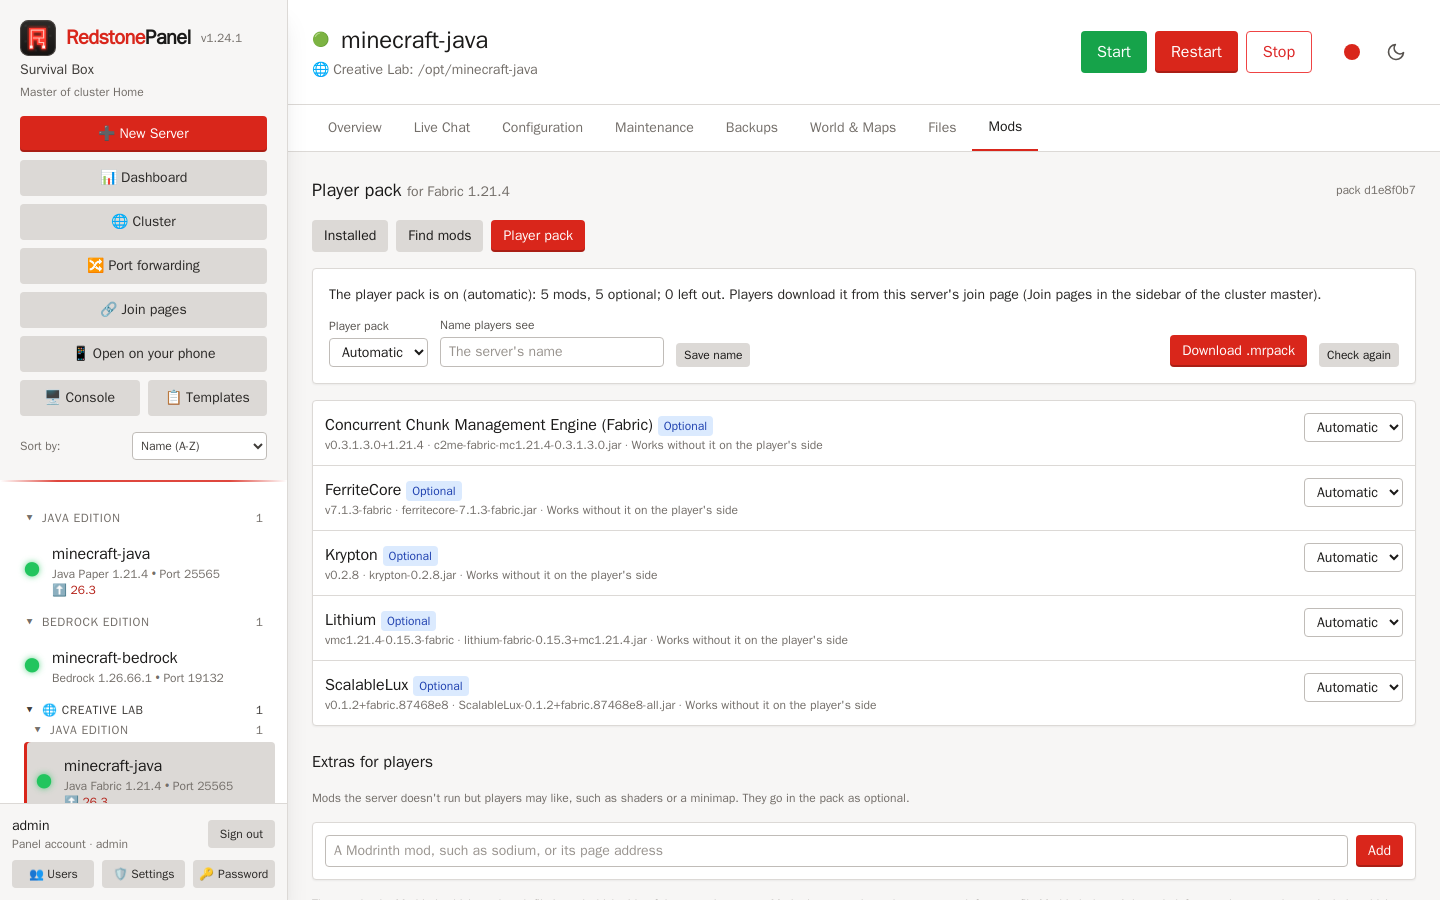 RedstonePanel v1.24.1
Survival Box
Master of cluster Home
➕ New Server
📊 Dashboard
🌐 Cluster
🔀 Port forwarding
🔗 Join pages
📱 Open on your phone
🖥️ Console
📋 Templates
Sort by:
Name (A-Z)
▼ JAVA EDITION 1
minecraft-java
Java Paper 1.21.4 • Port 25565
⬆️ 26.3
▼ BEDROCK EDITION 1
minecraft-bedrock
Bedrock 1.26.66.1 • Port 19132
▼ 🌐 CREATIVE LAB 1
▼ JAVA EDITION 1
minecraft-java
Java Fabric 1.21.4 • Port 25565
⬆️ 26.3
admin
Panel account · admin
Sign out
👥 Users
🛡️ Settings
🔑 Password
minecraft-java
🌐 Creative Lab: /opt/minecraft-java
Start
Restart
Stop
Overview
Live Chat
Configuration
Maintenance
Backups
World & Maps
Files
Mods
Player pack for Fabric 1.21.4
pack d1e8f0b7
Installed
Find mods
Player pack
The player pack is on (automatic): 5 mods, 5 optional; 0 left out. Players download it from this server's join page (Join pages in the sidebar of the cluster master).
Player pack
Automatic
Name players see
The server's name
Save name
Download .mrpack
Check again
Concurrent Chunk Management Engine (Fabric) Optional
v0.3.1.3.0+1.21.4 · c2me-fabric-mc1.21.4-0.3.1.3.0.jar · Works without it on the player's side
Automatic
FerriteCore Optional
v7.1.3-fabric · ferritecore-7.1.3-fabric.jar · Works without it on the player's side
Automatic
Krypton Optional
v0.2.8 · krypton-0.2.8.jar · Works without it on the player's side
Automatic
Lithium Optional
vmc1.21.4-0.15.3-fabric · lithium-fabric-0.15.3+mc1.21.4.jar · Works without it on the player's side
Automatic
ScalableLux Optional
v0.1.2+fabric.87468e8 · ScalableLux-0.1.2+fabric.87468e8-all.jar · Works without it on the player's side
Automatic
Extras for players
Mods the server doesn't run but players may like, such as shaders or a minimap. They go in the pack as optional.
A Modrinth mod, such as sodium, or its page address
Add